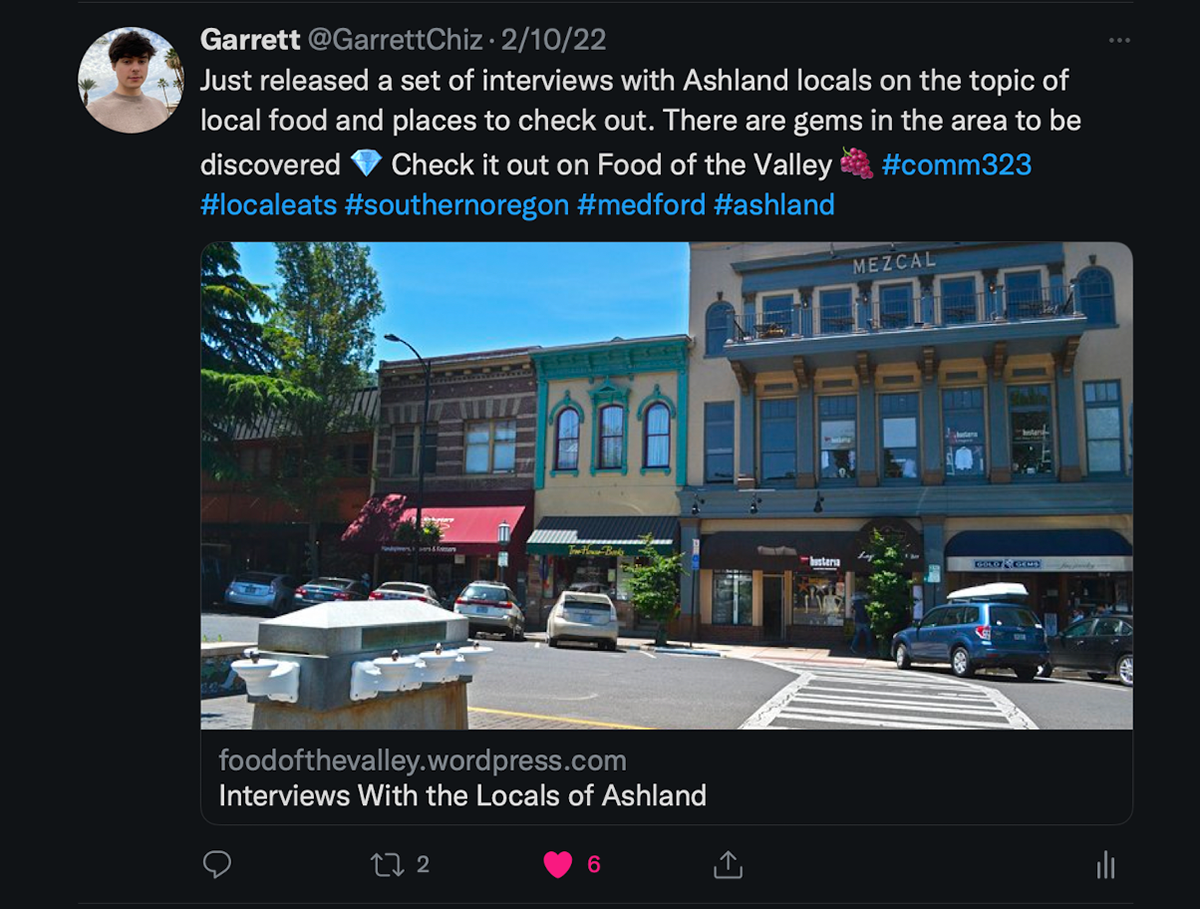 Garrett @GarrettChiz · 2/10/22
Just released a set of interviews with Ashland locals on the topic of
local food and places to check out. There are gems in the area to be
discovered 💎 Check it out on Food of the Valley 🍇 #comm323
#localeats #southernoregon #medford #ashland
MEZCAL
Tree House Books
husteria
GOLD & GEMS
foodofthevalley.wordpress.com
Interviews With the Locals of Ashland
2
6